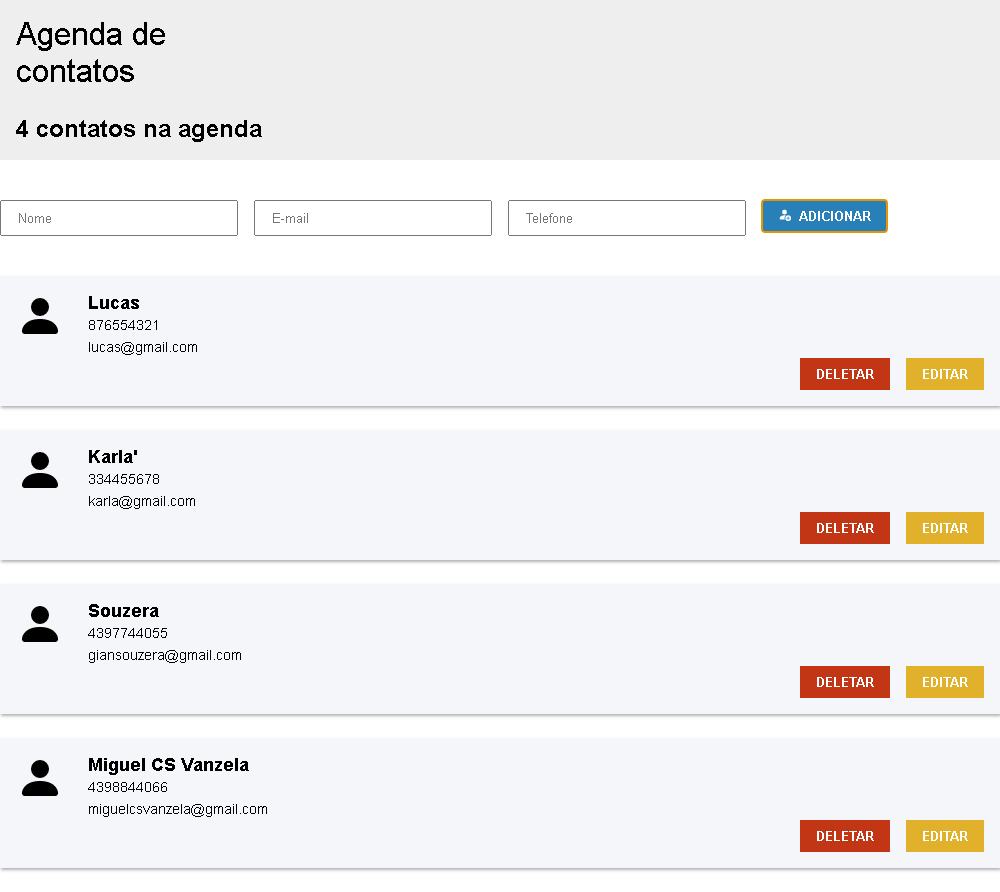 Agenda de
contatos
4 contatos na agenda
Nome
E-mail
Telefone
ADICIONAR
Lucas
876554321
lucas@gmail.com
DELETAR
EDITAR
Karla'
334455678
karla@gmail.com
DELETAR
EDITAR
Souzera
4397744055
giansouzera@gmail.com
DELETAR
EDITAR
Miguel CS Vanzela
4398844066
miguelcsvanzela@gmail.com
DELETAR
EDITAR